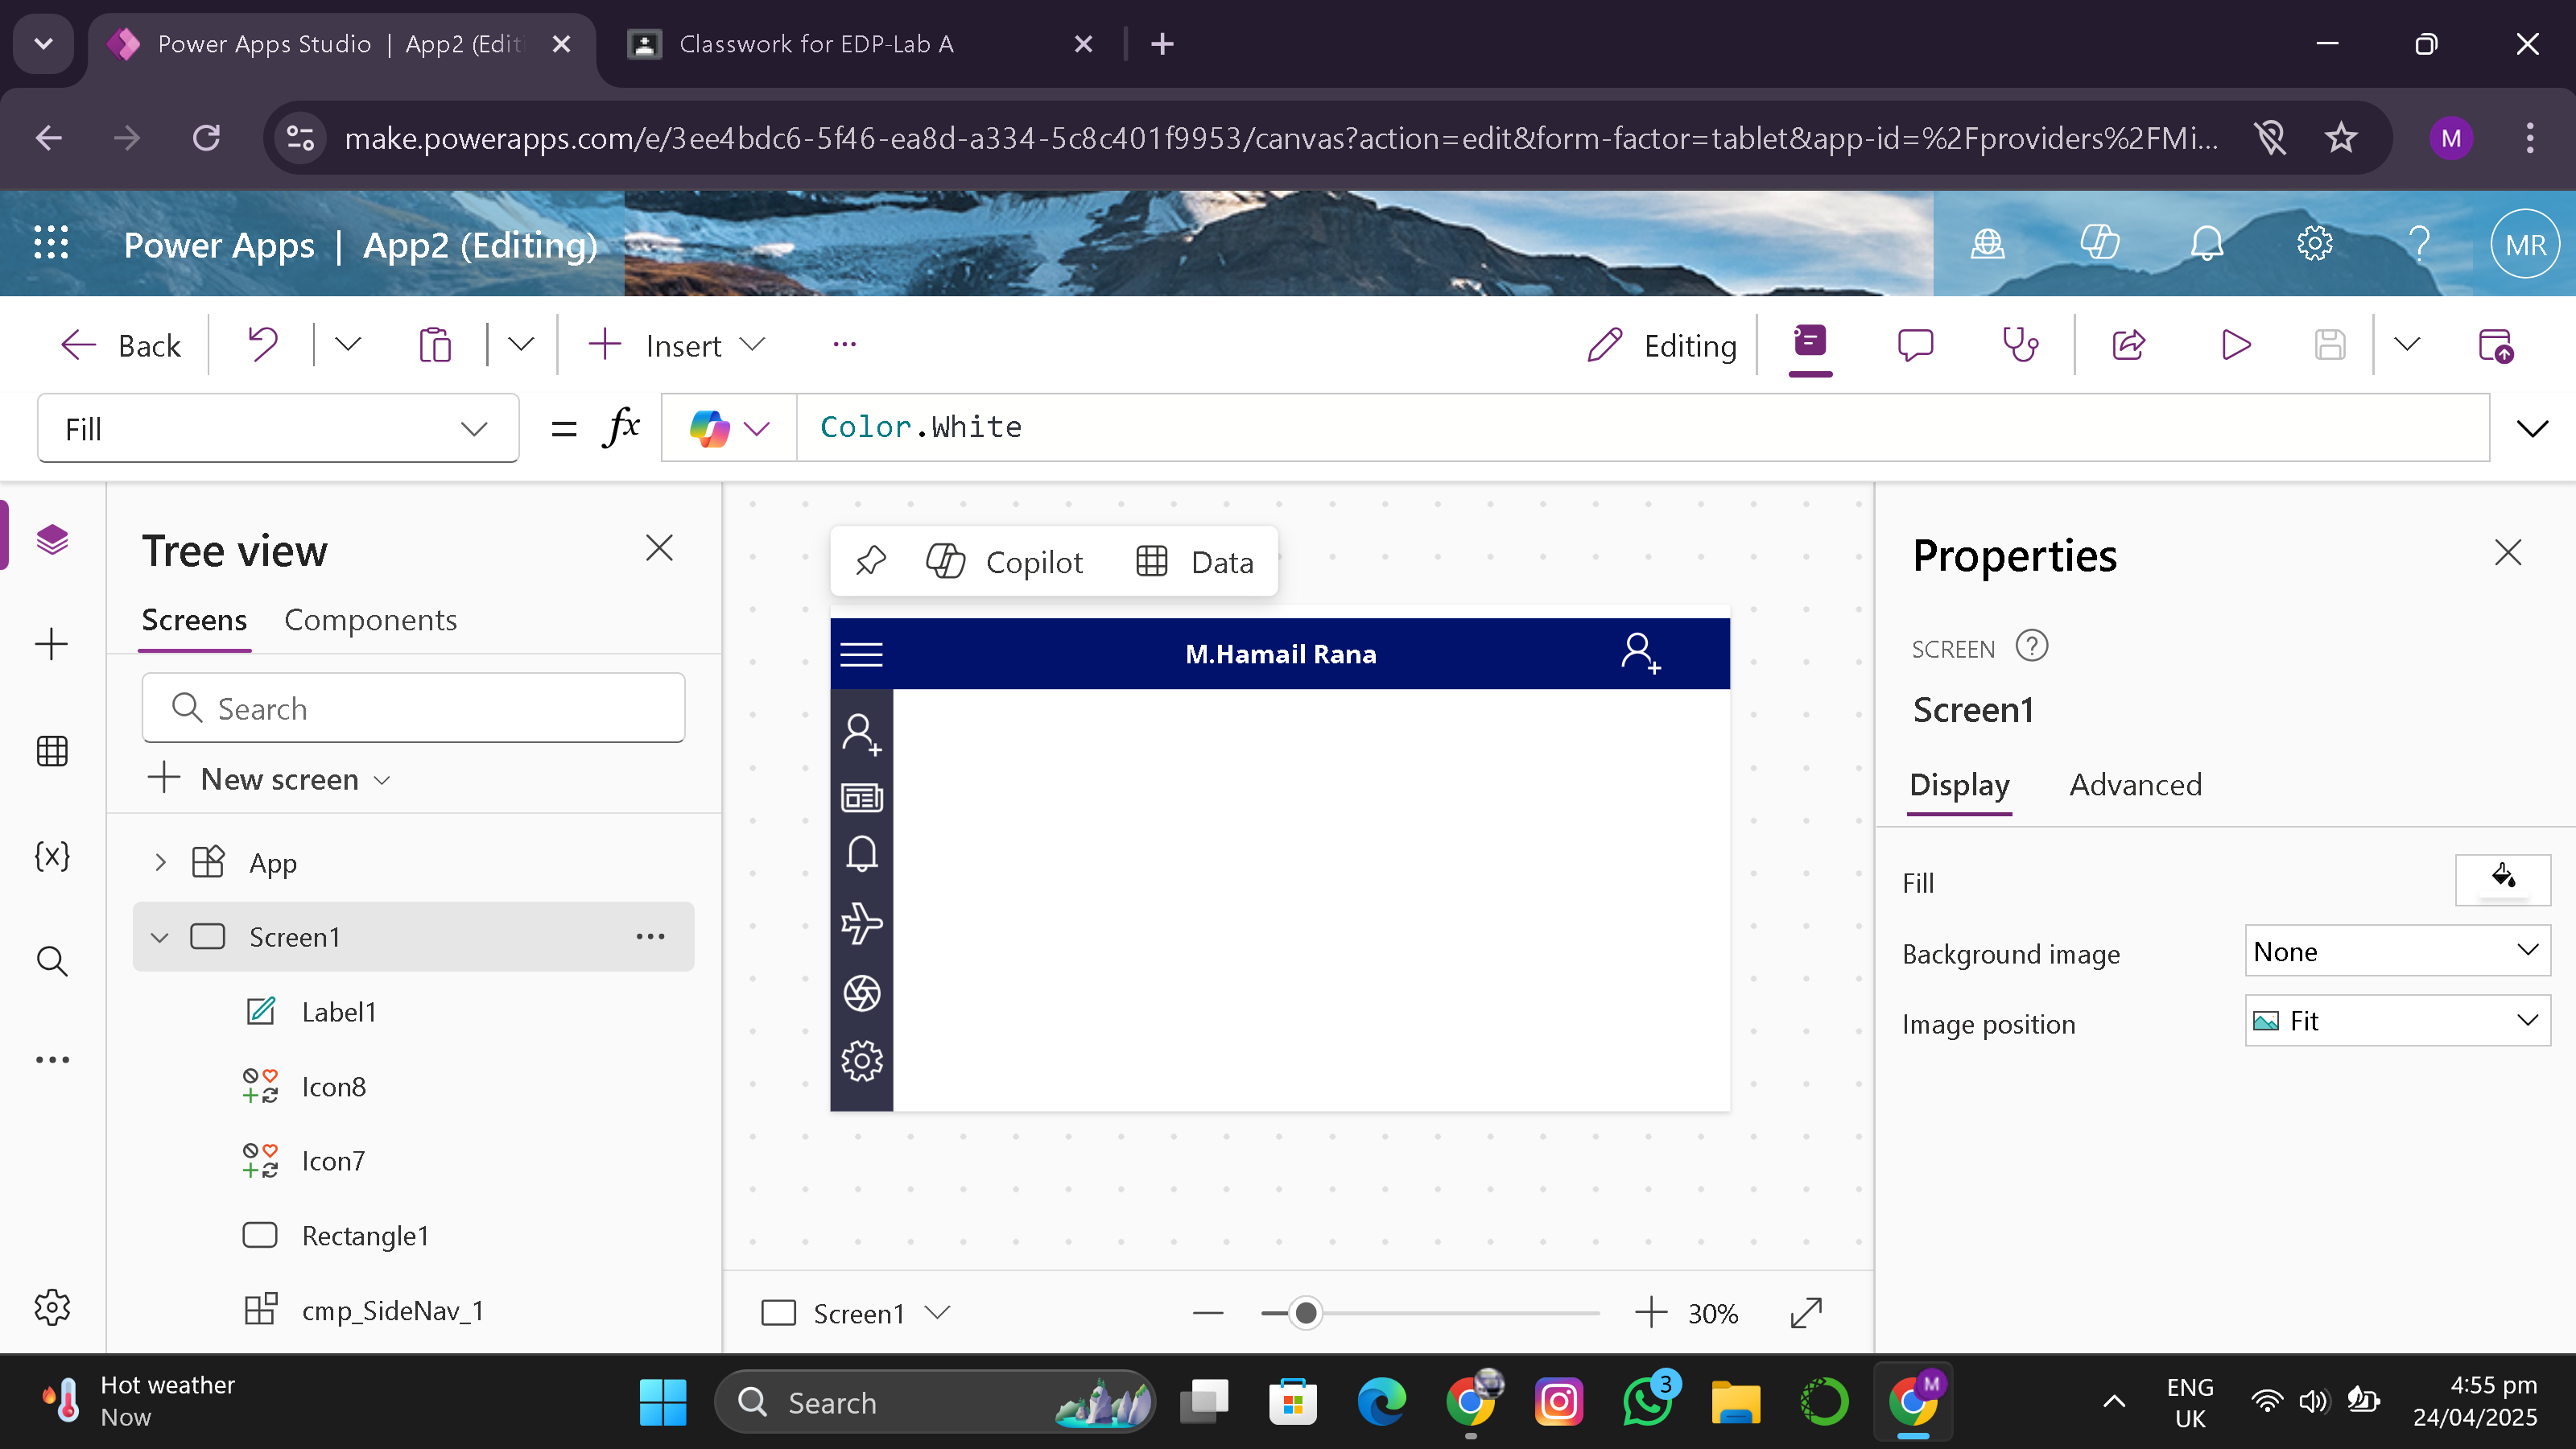 Power Apps Studio | App2 (Edit
Classwork for EDP-Lab A
make.powerapps.com/e/3ee4bdc6-5f46-ea8d-a334-5c8c401f9953/canvas?action=edit&form-factor=tablet&app-id=%2Fproviders%2FMi...
M
Power Apps | App2 (Editing)
MR
Back
Insert
Editing
Fill
= fx
Color.White
Tree view
Screens
Components
Search
New screen
App
Screen1
Label1
Icon8
Icon7
Rectangle1
cmp_SideNav_1
Copilot
Data
M.Hamail Rana
Screen1
30%
Properties
SCREEN
Screen1
Display
Advanced
Fill
Background image
None
Image position
Fit
Hot weather
Now
Search
3
M
ENG
UK
4:55 pm
24/04/2025